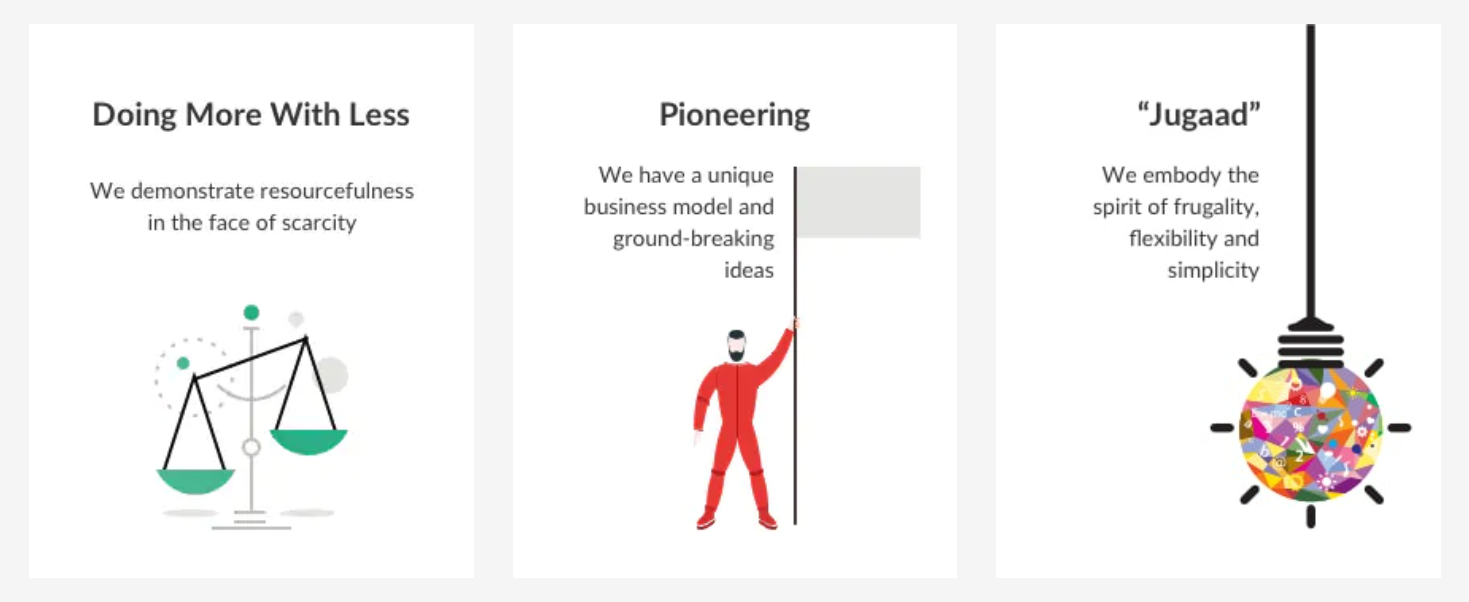 Doing More With Less
We demonstrate resourcefulness
in the face of scarcity
Pioneering
We have a unique
business model and
ground-breaking
ideas
“Jugaad”
We embody the
spirit of frugality,
flexibility and
simplicity